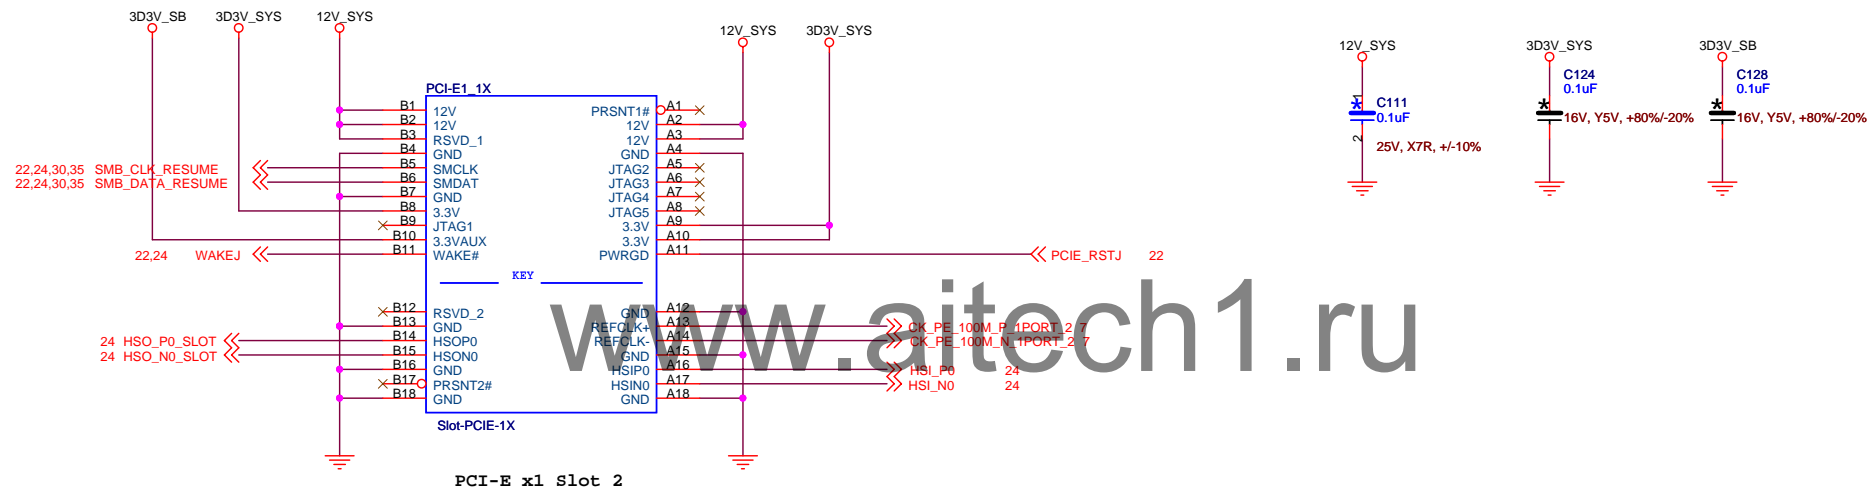 3D3V_SB 3D3V_SYS 12V_SYS
12V_SYS 3D3V_SYS
12V_SYS 3D3V_SYS 3D3V_SB
PCI-E1_1X
B1 12V PRSNT1# A1
B2 12V 12V A2
B3 RSVD_1 12V A3
B4 GND GND A4
22,24,30,35 SMB_CLK_RESUME B5 SMCLK JTAG2 A5
22,24,30,35 SMB_DATA_RESUME B6 SMDAT JTAG3 A6
B7 GND JTAG4 A7
B8 3.3V JTAG5 A8
B9 JTAG1 3.3V A9
B10 3.3VAUX 3.3V A10
22,24 WAKEJ B11 WAKE# PWRGD A11 PCIE_RSTJ 22
KEY
B12 RSVD_2 GND A12
B13 GND REFCLK+ A13 CK_PE_100M_P_1PORT_2 7
24 HSO_P0_SLOT B14 HSOP0 REFCLK- A14 CK_PE_100M_N_1PORT_2 7
24 HSO_N0_SLOT B15 HSON0 GND A15
B16 GND HSIP0 A16 HSI_P0 24
B17 PRSNT2# HSIN0 A17 HSI_N0 24
B18 GND GND A18
Slot-PCIE-1X
PCI-E x1 Slot 2
1
* C111
0.1uF
2
25V, X7R, +/-10%
C124
0.1uF
*
16V, Y5V, +80%/-20%
C128
0.1uF
*
16V, Y5V, +80%/-20%
www.aitech1.ru